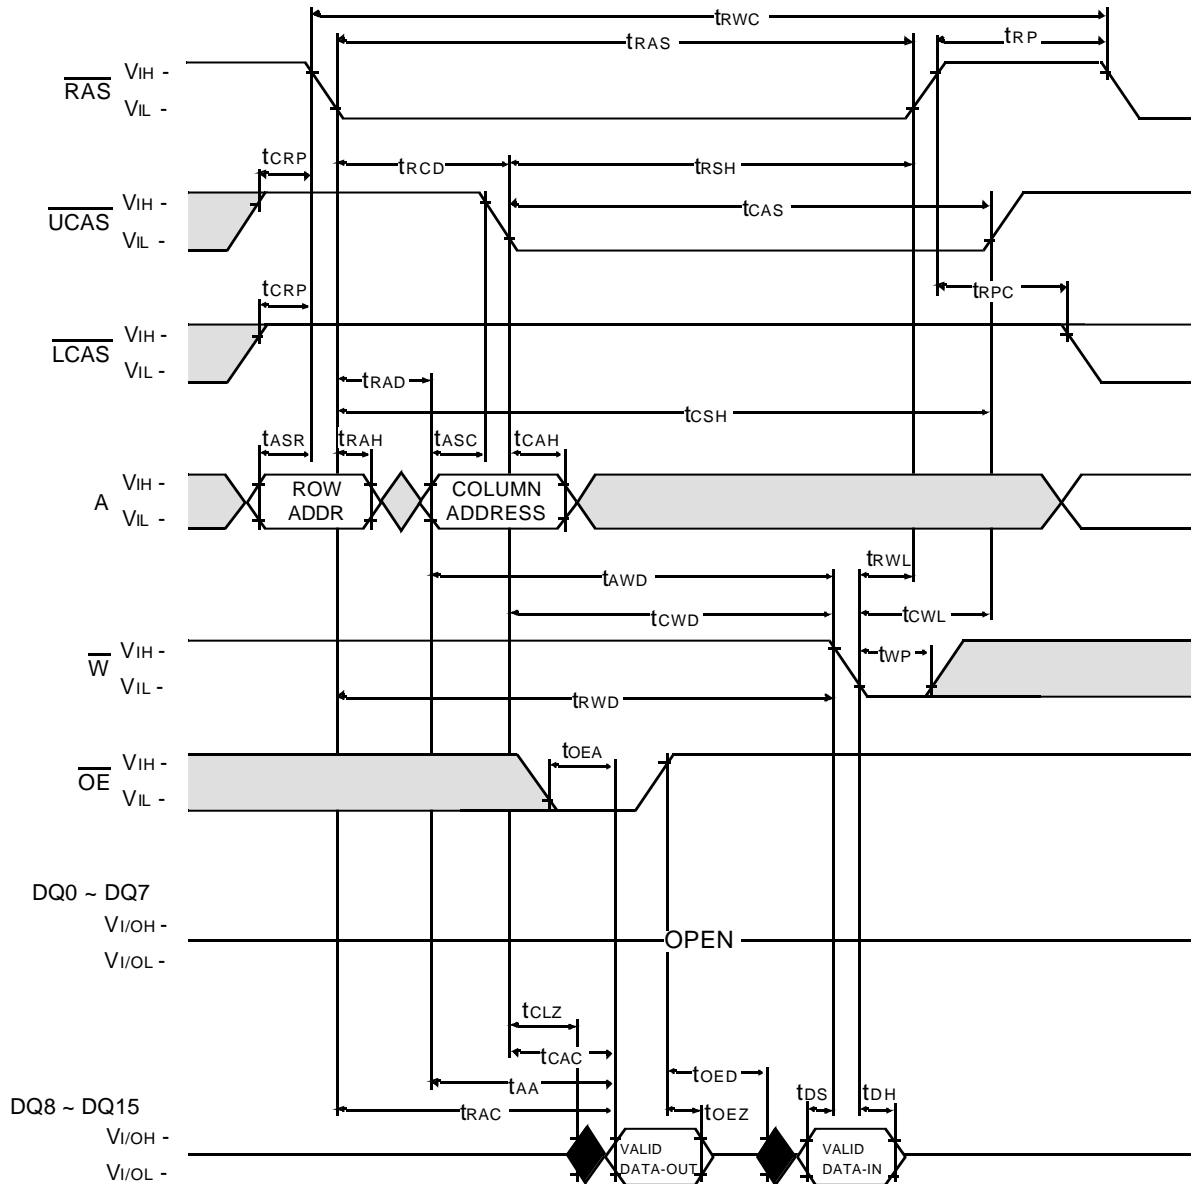 tRWC
tRAS
tRP
RAS
VIH -
VIL -
tCRP
tRCD
tRSH
UCAS
VIH -
VIL -
tCAS
tCRP
tRPC
LCAS
VIH -
VIL -
tRAD
tCSH
tASR
tRAH
tASC
tCAH
A
VIH -
VIL -
ROW
ADDR
COLUMN
ADDRESS
tAWD
tRWL
tCWD
tCWL
W
VIH -
VIL -
tWP
tRWD
OE
VIH -
VIL -
tOEA
DQ0 ~ DQ7
VI/OH -
VI/OL -
OPEN
tCLZ
tCAC
tAA
tOED
tRAC
tOEZ
tDS
tDH
DQ8 ~ DQ15
VI/OH -
VI/OL -
VALID
DATA-OUT
VALID
DATA-IN